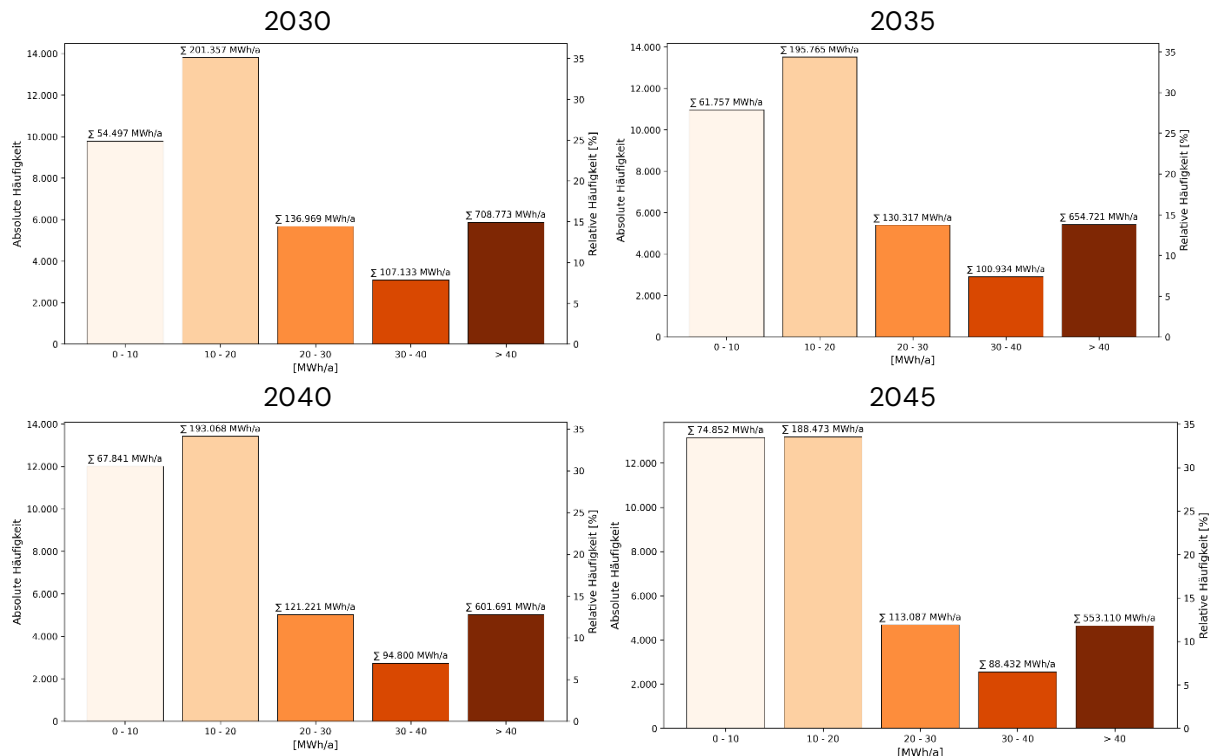 2030
Absolute Häufigkeit
14.000
12.000
10.000
8.000
6.000
4.000
2.000
0
∑ 54.497 MWh/a
∑ 201.357 MWh/a
∑ 136.969 MWh/a
∑ 107.133 MWh/a
∑ 708.773 MWh/a
35
30
25
20
15
10
5
0
Relative Häufigkeit [%]
0 - 10
10 - 20
20 - 30
30 - 40
> 40
[MWh/a]
2035
Absolute Häufigkeit
14.000
12.000
10.000
8.000
6.000
4.000
2.000
0
∑ 61.757 MWh/a
∑ 195.765 MWh/a
∑ 130.317 MWh/a
∑ 100.934 MWh/a
∑ 654.721 MWh/a
35
30
25
20
15
10
5
0
Relative Häufigkeit [%]
0 - 10
10 - 20
20 - 30
30 - 40
> 40
[MWh/a]
2040
Absolute Häufigkeit
14.000
12.000
10.000
8.000
6.000
4.000
2.000
0
∑ 67.841 MWh/a
∑ 193.068 MWh/a
∑ 121.221 MWh/a
∑ 94.800 MWh/a
∑ 601.691 MWh/a
35
30
25
20
15
10
5
0
Relative Häufigkeit [%]
0 - 10
10 - 20
20 - 30
30 - 40
> 40
[MWh/a]
2045
Absolute Häufigkeit
12.000
10.000
8.000
6.000
4.000
2.000
0
∑ 74.852 MWh/a
∑ 188.473 MWh/a
∑ 113.087 MWh/a
∑ 88.432 MWh/a
∑ 553.110 MWh/a
35
30
25
20
15
10
5
0
Relative Häufigkeit [%]
0 - 10
10 - 20
20 - 30
30 - 40
> 40
[MWh/a]